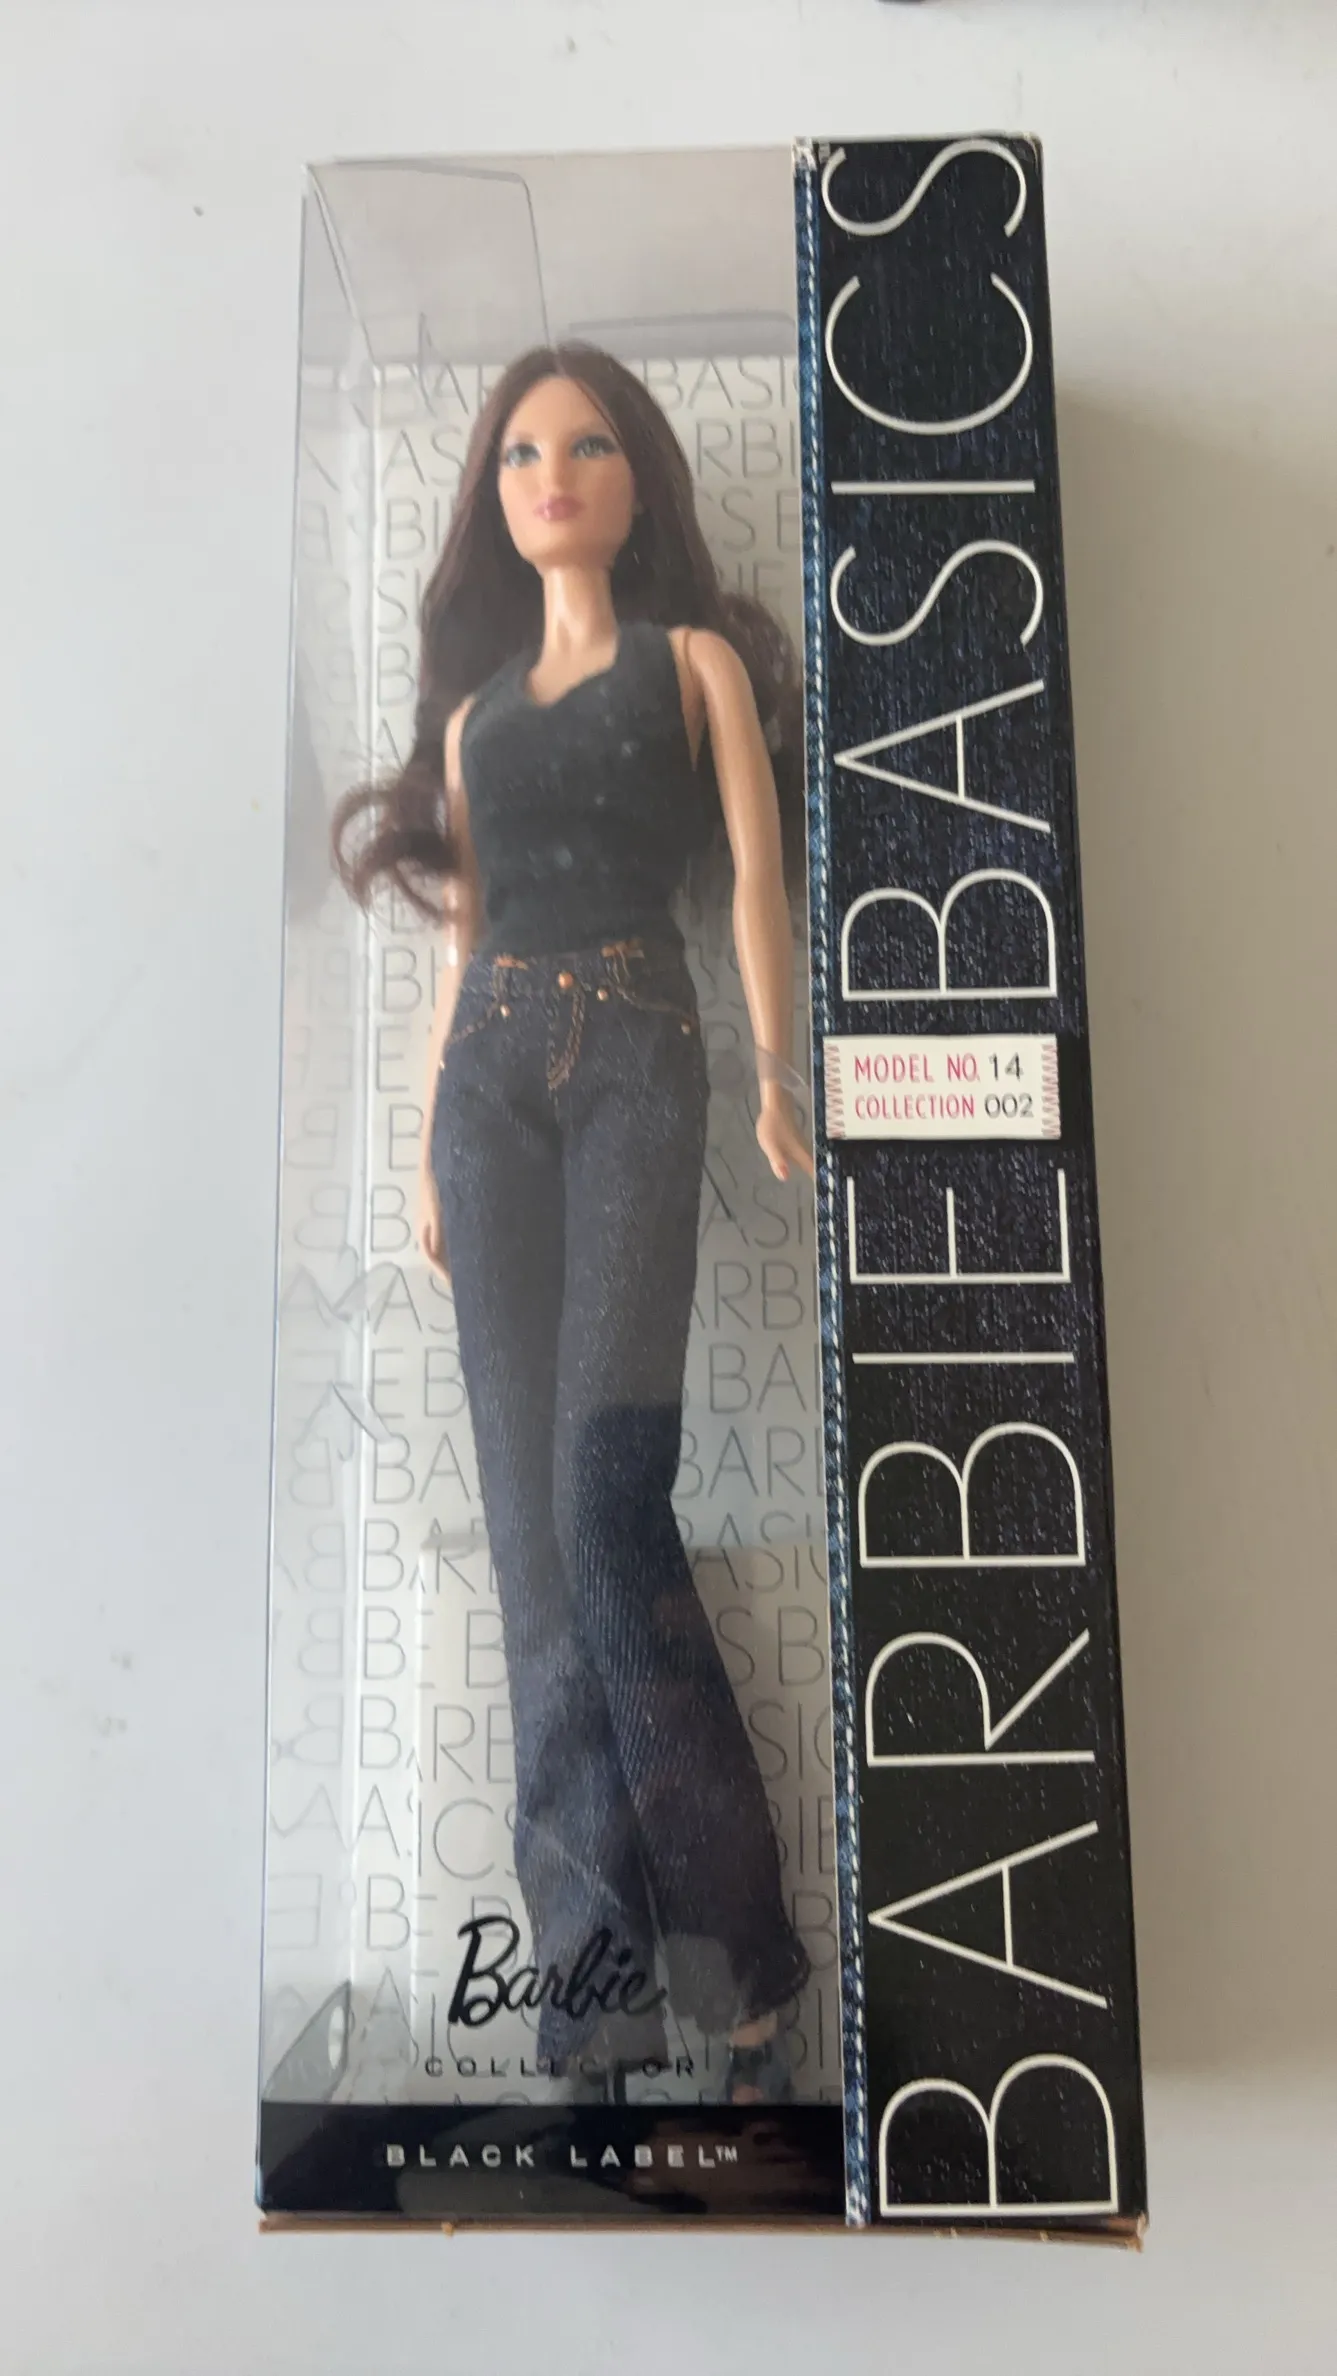 BARBIE BASICS
MODEL NO. 14
COLLECTION 002
Barbie
COLLECTOR
BLACK LABEL™